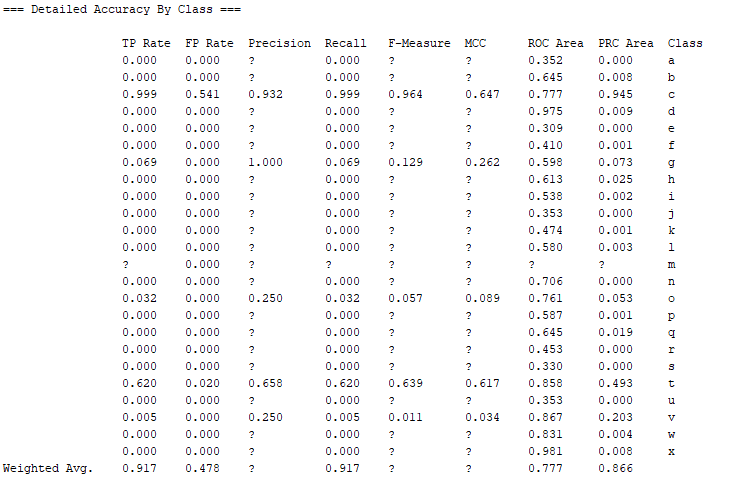 === Detailed Accuracy By Class ===
TP Rate FP Rate Precision Recall F-Measure MCC ROC Area PRC Area Class
0.000 0.000 ? 0.000 ? ? 0.352 0.000 a
0.000 0.000 ? 0.000 ? ? 0.645 0.008 b
0.999 0.541 0.932 0.999 0.964 0.647 0.777 0.945 c
0.000 0.000 ? 0.000 ? ? 0.975 0.009 d
0.000 0.000 ? 0.000 ? ? 0.309 0.000 e
0.000 0.000 ? 0.000 ? ? 0.410 0.001 f
0.069 0.000 1.000 0.069 0.129 0.262 0.598 0.073 g
0.000 0.000 ? 0.000 ? ? 0.613 0.025 h
0.000 0.000 ? 0.000 ? ? 0.538 0.002 i
0.000 0.000 ? 0.000 ? ? 0.353 0.000 j
0.000 0.000 ? 0.000 ? ? 0.474 0.001 k
0.000 0.000 ? 0.000 ? ? 0.580 0.003 l
? 0.000 ? ? ? ? ? ? m
0.000 0.000 ? 0.000 ? ? 0.706 0.000 n
0.032 0.000 0.250 0.032 0.057 0.089 0.761 0.053 o
0.000 0.000 ? 0.000 ? ? 0.587 0.001 p
0.000 0.000 ? 0.000 ? ? 0.645 0.019 q
0.000 0.000 ? 0.000 ? ? 0.453 0.000 r
0.000 0.000 ? 0.000 ? ? 0.330 0.000 s
0.620 0.020 0.658 0.620 0.639 0.617 0.858 0.493 t
0.000 0.000 ? 0.000 ? ? 0.353 0.000 u
0.005 0.000 0.250 0.005 0.011 0.034 0.867 0.203 v
0.000 0.000 ? 0.000 ? ? 0.831 0.004 w
0.000 0.000 ? 0.000 ? ? 0.981 0.008 x
Weighted Avg. 0.917 0.478 ? 0.917 ? ? 0.777 0.866